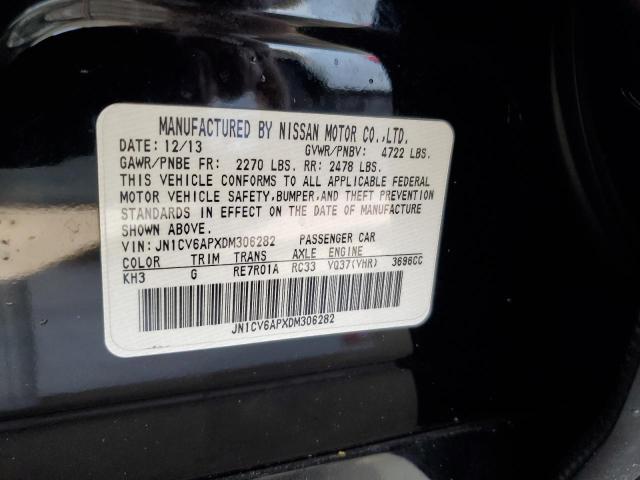 MANUFACTURED BY NISSAN MOTOR CO.,LTD.
DATE: 12/13 GVWR/PNBV: 4722 LBS.
GAWR/PNBE FR: 2270 LBS. RR: 2478 LBS.
THIS VEHICLE CONFORMS TO ALL APPLICABLE FEDERAL
MOTOR VEHICLE SAFETY,BUMPER,AND THEFT PREVENTION
STANDARDS IN EFFECT ON THE DATE OF MANUFACTURE
SHOWN ABOVE.
VIN: JN1CV6APXDM306282 PASSENGER CAR
COLOR TRIM TRANS AXLE ENGINE
KH3 G RE7R01A RC33 VQ37(VHR) 3696CC
JN1CV6APXDM306282